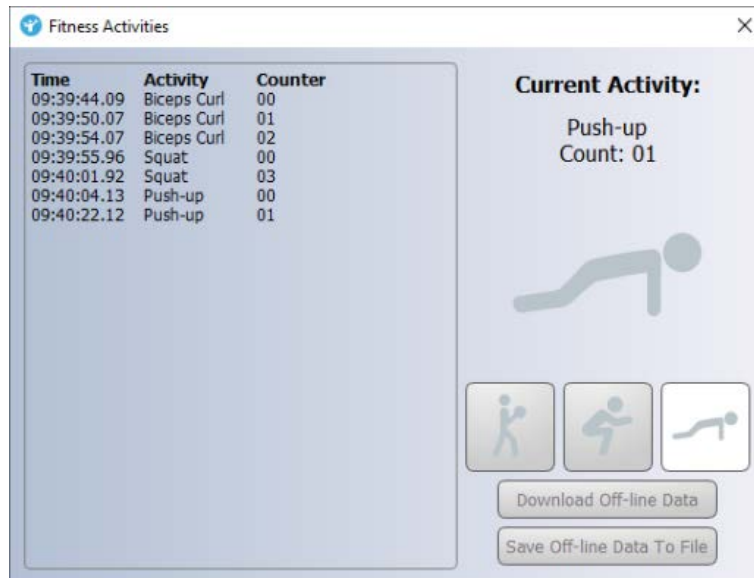 Fitness Activities
Time Activity Counter
09:39:44.09 Biceps Curl 00
09:39:50.07 Biceps Curl 01
09:39:54.07 Biceps Curl 02
09:39:55.96 Squat 00
09:40:01.92 Squat 03
09:40:04.13 Push-up 00
09:40:22.12 Push-up 01
Current Activity:
Push-up
Count: 01
Download Off-line Data
Save Off-line Data To File